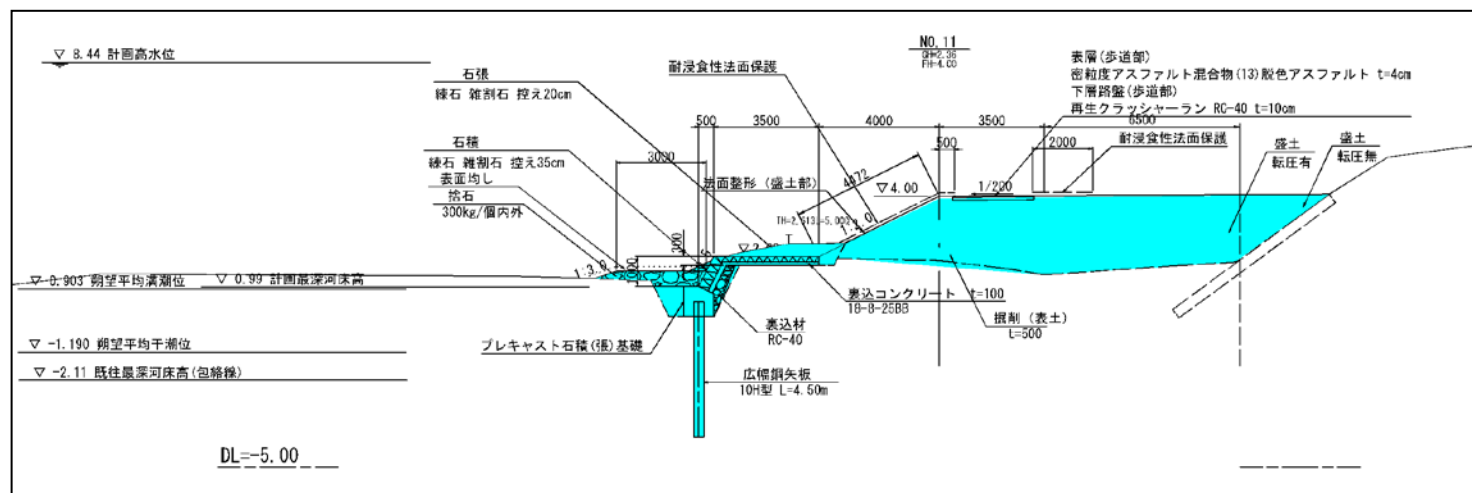 ▽ 8.44 計画高水位
NO.11
GH=2.36
FH=4.00
石張
練石 雑割石 控え20cm
耐浸食性法面保護
表層(歩道部)
密粒度アスファルト混合物(13)脱色アスファルト t=4cm
下層路盤(歩道部)
再生クラッシャーラン RC-40 t=10cm
500
3500
4000
3500
6500
石積
練石 雑割石 控え35cm
3000
表面均し
捨石
300kg/個内外
500
2000
耐浸食性法面保護
盛土
転圧有
盛土
転圧無
法面整形 (盛土部)
4472
▽4.00
1/200
300
1:3.0
▽ 0.903 朔望平均満潮位
▽ 0.99 計画最深河床高
裏込コンクリート t=100
18-8-25BB
掘削 (表土)
t=500
裏込材
RC-40
プレキャスト石積(張)基礎
▽ -1.190 朔望平均干潮位
▽ -2.11 既往最深河床高(包絡線)
広幅鋼矢板
10H型 L=4.50m
DL=-5.00